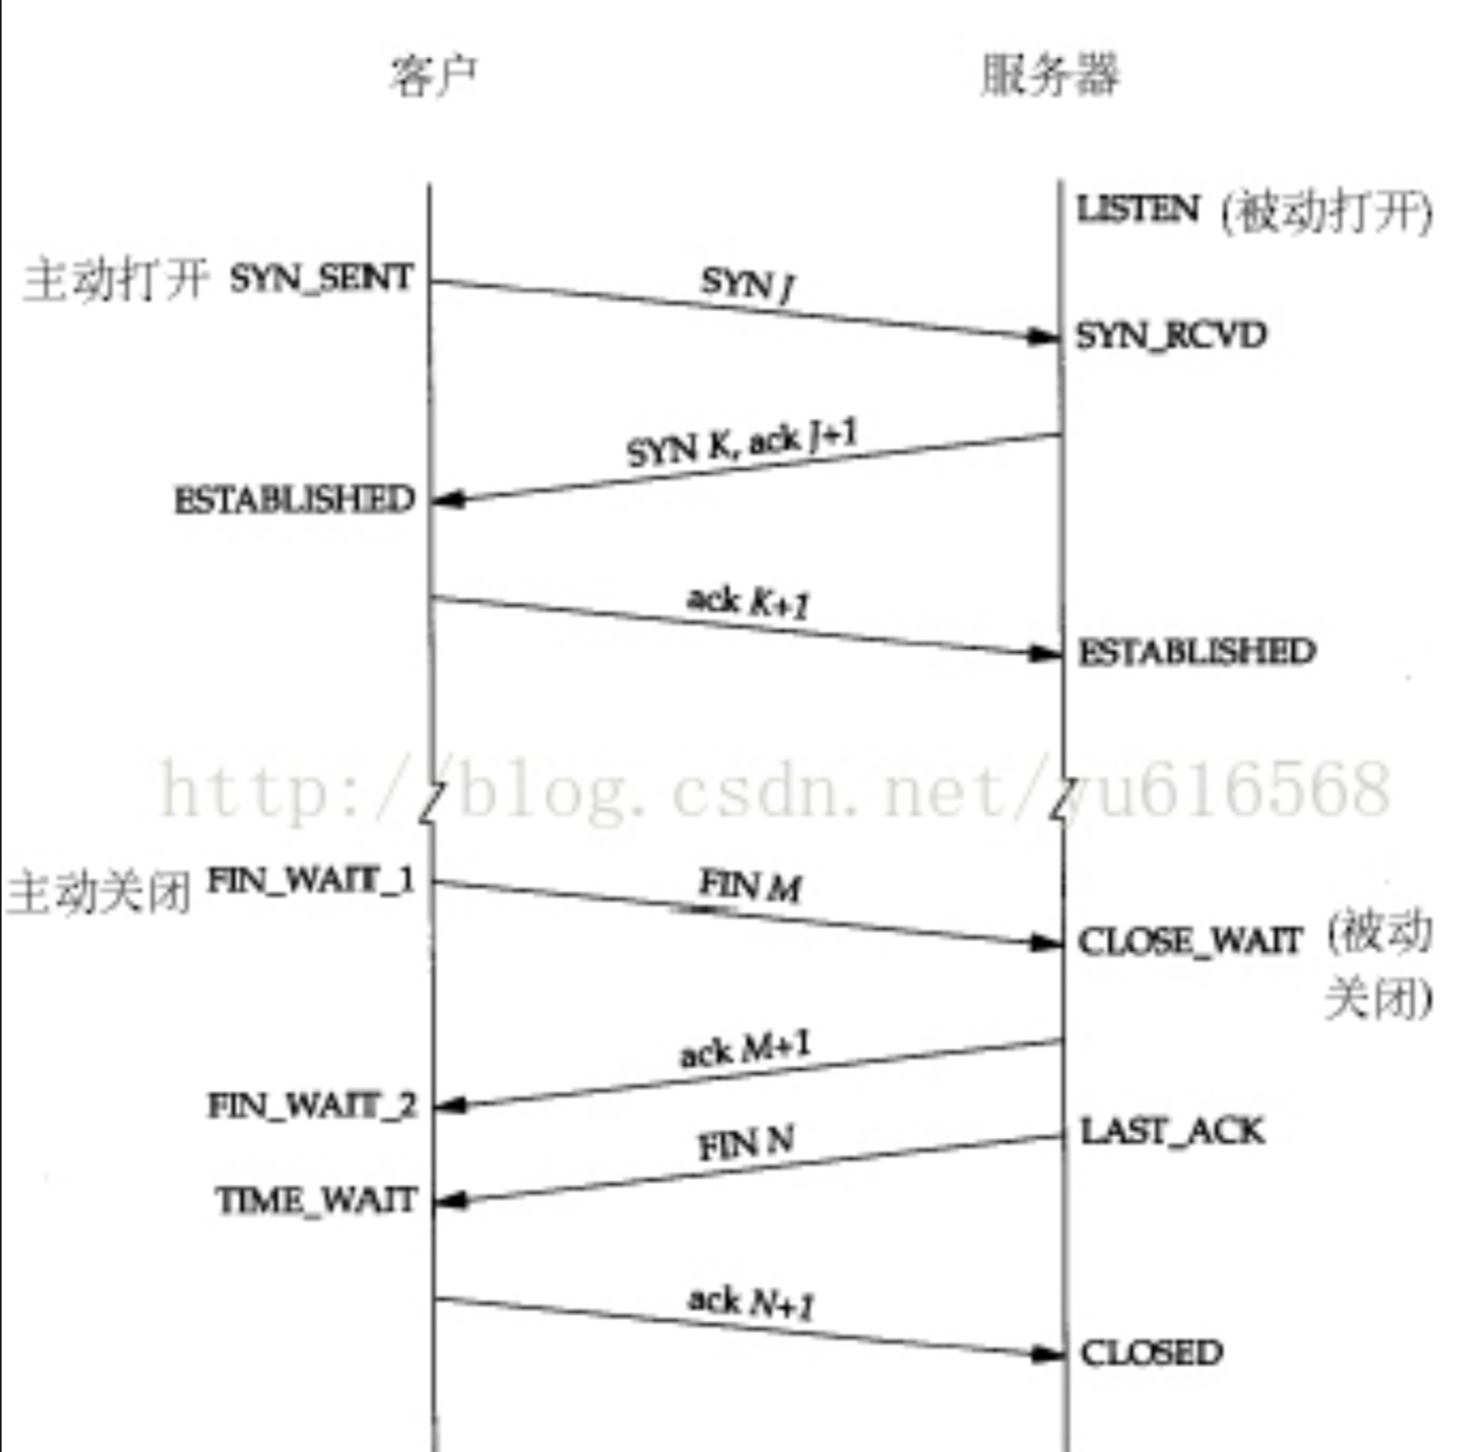 客户 服务器
LISTEN (被动打开)
主动打开 SYN_SENT SYN J
SYN_RCVD
SYN K, ack J+1
ESTABLISHED
ack K+1
ESTABLISHED
http://blog.csdn.net/yu616568
主动关闭 FIN_WAIT_1 FIN M
CLOSE_WAIT (被动
关闭)
ack M+1
FIN_WAIT_2
FIN N LAST_ACK
TIME_WAIT
ack N+1
CLOSED